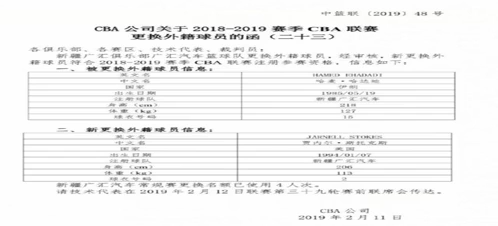 中篮联（2019）48 号
CBA 公司关于 2018-2019 赛季 CBA 联赛
更换外籍球员的函（二十三）
各俱乐部、各赛区、技术代表、裁判员：
新疆广汇俱乐部广汇汽车篮球队更换外籍球员，经审核，新更换外
籍球员符合 2018-2019 赛季 CBA 联赛注册参赛资格，信息如下：
一、被更换外籍球员信息：
英文名 HAMED EHADADI
中文名 哈麦·哈达迪
国家 伊朗
出生日期 1985/05/19
注册球队 新疆广汇汽车
身高（cm） 218
体重（kg） 127
球衣号码 15
二、新更换外籍球员信息：
英文名 JARNELL STOKES
中文名 贾内尔·斯托克斯
国家 美国
出生日期 1994/01/07
注册球队 新疆广汇汽车
身高（cm） 206
体重（kg） 113
球衣号码 2
新疆广汇汽车常规赛更换名额已使用 4 人次。
请技术代表在 2019 年 2 月 12 日联赛第三十九轮赛前联席会传达。
CBA 公司
2019 年 2 月 11 日